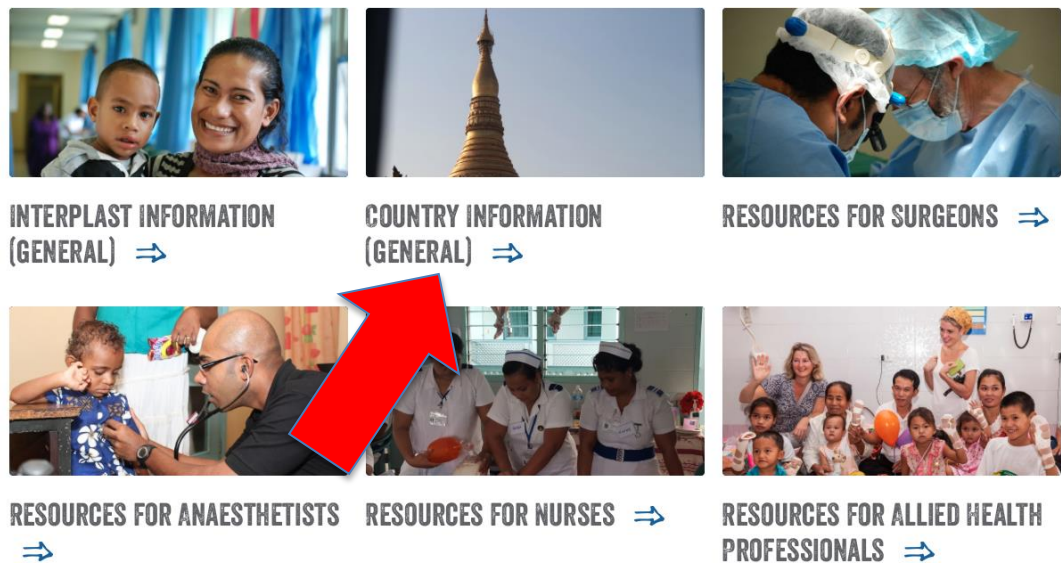 INTERPLAST INFORMATION
(GENERAL)
COUNTRY INFORMATION
(GENERAL)
RESOURCES FOR SURGEONS
RESOURCES FOR ANAESTHETISTS
RESOURCES FOR NURSES
RESOURCES FOR ALLIED HEALTH
PROFESSIONALS